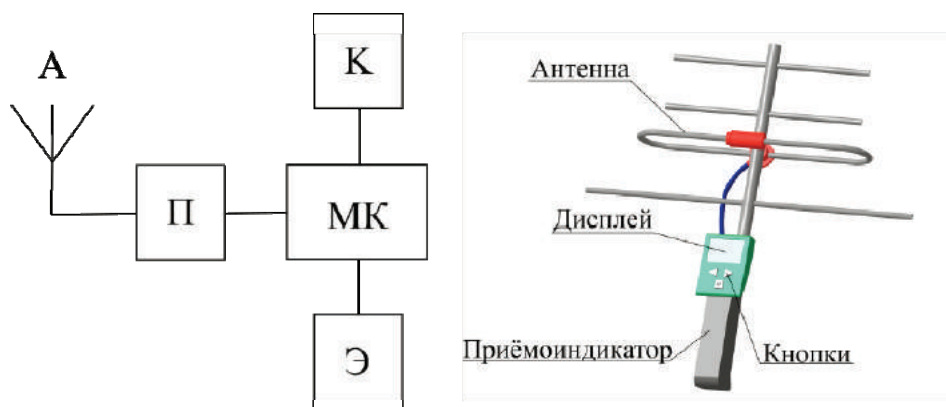 А
К
П
МК
Э
Антенна
Дисплей
Приёмоиндикатор
Кнопки